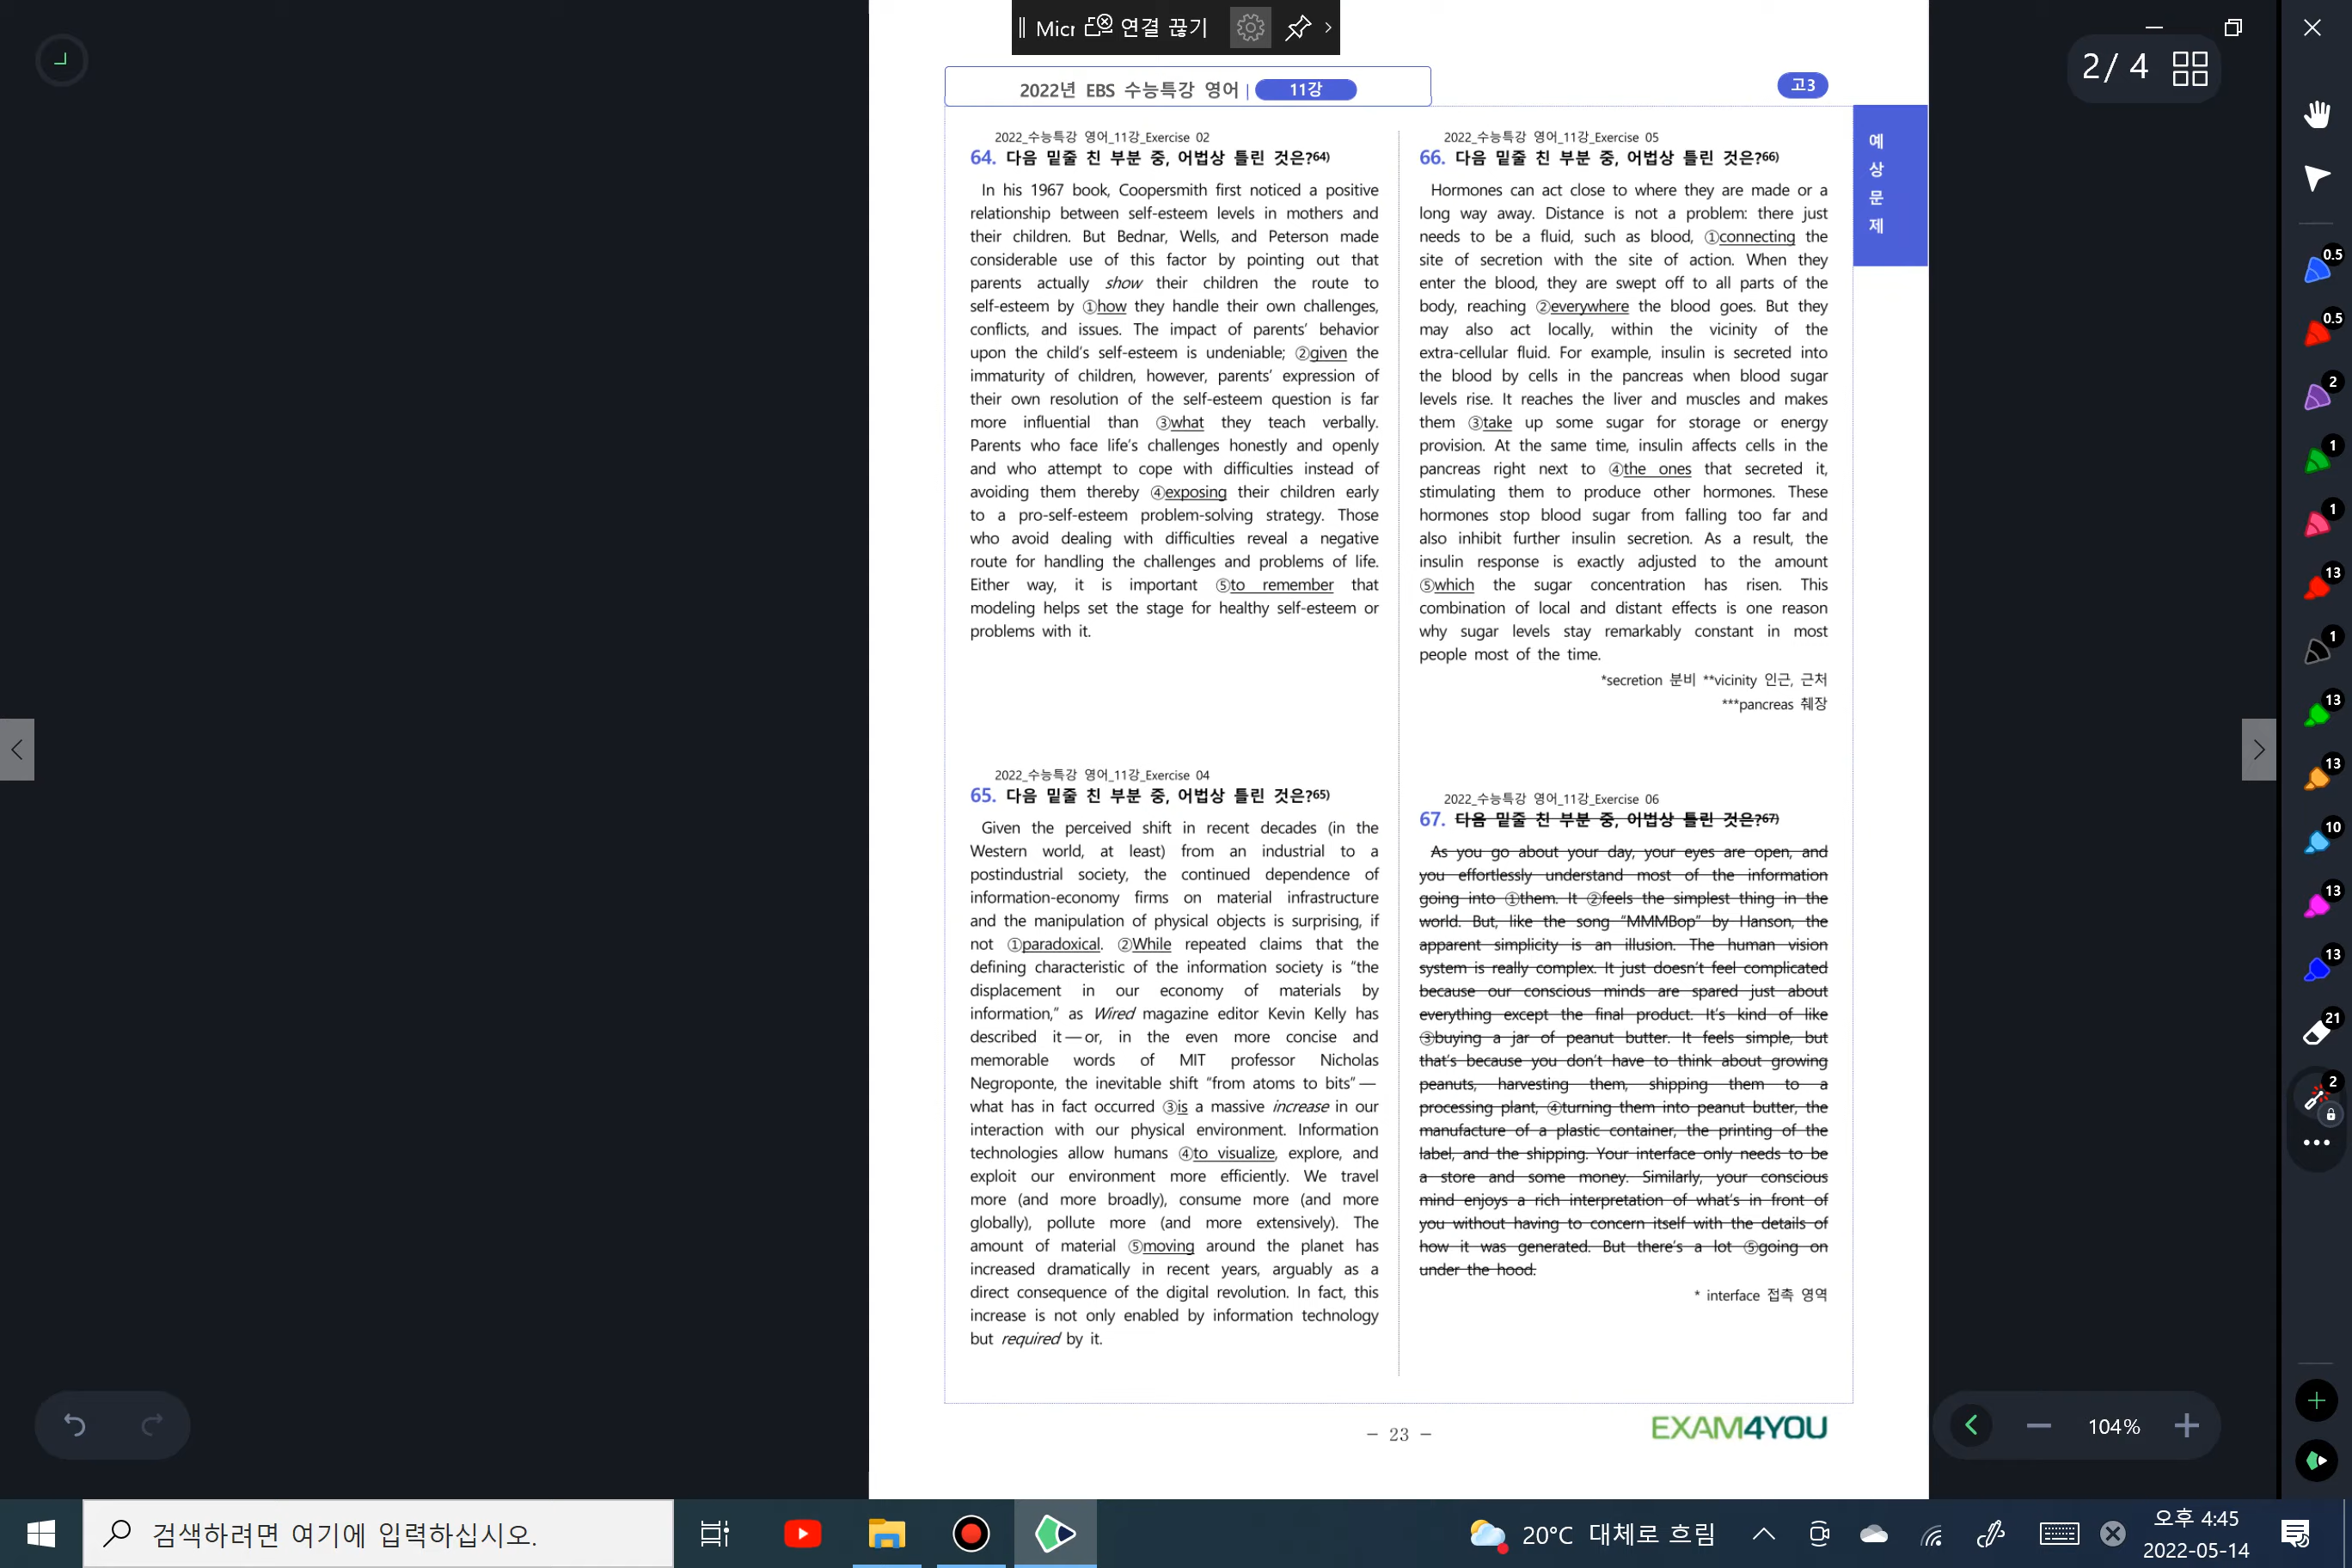 Micr 연결 끊기
2/ 4
2022년 EBS 수능특강 영어 | 11강
고3
예
상
문
제
2022_수능특강 영어_11강_Exercise 02
64. 다음 밑줄 친 부분 중, 어법상 틀린 것은?64)
In his 1967 book, Coopersmith first noticed a positive
relationship between self-esteem levels in mothers and
their children. But Bednar, Wells, and Peterson made
considerable use of this factor by pointing out that
parents actually show their children the route to
self-esteem by ①how they handle their own challenges,
conflicts, and issues. The impact of parents’ behavior
upon the child’s self-esteem is undeniable; ②given the
immaturity of children, however, parents’ expression of
their own resolution of the self-esteem question is far
more influential than ③what they teach verbally.
Parents who face life’s challenges honestly and openly
and who attempt to cope with difficulties instead of
avoiding them thereby ④exposing their children early
to a pro-self-esteem problem-solving strategy. Those
who avoid dealing with difficulties reveal a negative
route for handling the challenges and problems of life.
Either way, it is important ⑤to remember that
modeling helps set the stage for healthy self-esteem or
problems with it.
2022_수능특강 영어_11강_Exercise 04
65. 다음 밑줄 친 부분 중, 어법상 틀린 것은?65)
Given the perceived shift in recent decades (in the
Western world, at least) from an industrial to a
postindustrial society, the continued dependence of
information-economy firms on material infrastructure
and the manipulation of physical objects is surprising, if
not ①paradoxical. ②While repeated claims that the
defining characteristic of the information society is “the
displacement in our economy of materials by
information,” as Wired magazine editor Kevin Kelly has
described it—or, in the even more concise and
memorable words of MIT professor Nicholas
Negroponte, the inevitable shift “from atoms to bits”—
what has in fact occurred ③is a massive increase in our
interaction with our physical environment. Information
technologies allow humans ④to visualize, explore, and
exploit our environment more efficiently. We travel
more (and more broadly), consume more (and more
globally), pollute more (and more extensively). The
amount of material ⑤moving around the planet has
increased dramatically in recent years, arguably as a
direct consequence of the digital revolution. In fact, this
increase is not only enabled by information technology
but required by it.
2022_수능특강 영어_11강_Exercise 05
66. 다음 밑줄 친 부분 중, 어법상 틀린 것은?66)
Hormones can act close to where they are made or a
long way away. Distance is not a problem: there just
needs to be a fluid, such as blood, ①connecting the
site of secretion with the site of action. When they
enter the blood, they are swept off to all parts of the
body, reaching ②everywhere the blood goes. But they
may also act locally, within the vicinity of the
extra-cellular fluid. For example, insulin is secreted into
the blood by cells in the pancreas when blood sugar
levels rise. It reaches the liver and muscles and makes
them ③take up some sugar for storage or energy
provision. At the same time, insulin affects cells in the
pancreas right next to ④the ones that secreted it,
stimulating them to produce other hormones. These
hormones stop blood sugar from falling too far and
also inhibit further insulin secretion. As a result, the
insulin response is exactly adjusted to the amount
⑤which the sugar concentration has risen. This
combination of local and distant effects is one reason
why sugar levels stay remarkably constant in most
people most of the time.
*secretion 분비 **vicinity 인근, 근처
***pancreas 췌장
2022_수능특강 영어_11강_Exercise 06
67. 다음 밑줄 친 부분 중, 어법상 틀린 것은?67)
As you go about your day, your eyes are open, and
you effortlessly understand most of the information
going into ①them. It ②feels the simplest thing in the
world. But, like the song “MMMBop” by Hanson, the
apparent simplicity is an illusion. The human vision
system is really complex. It just doesn’t feel complicated
because our conscious minds are spared just about
everything except the final product. It’s kind of like
③buying a jar of peanut butter. It feels simple, but
that’s because you don’t have to think about growing
peanuts, harvesting them, shipping them to a
processing plant, ④turning them into peanut butter, the
manufacture of a plastic container, the printing of the
label, and the shipping. Your interface only needs to be
a store and some money. Similarly, your conscious
mind enjoys a rich interpretation of what’s in front of
you without having to concern itself with the details of
how it was generated. But there’s a lot ⑤going on
under the hood.
* interface 접촉 영역
- 23 -
EXAM4YOU
0.5
0.5
2
1
1
13
1
13
13
10
13
13
21
2
104%
검색하려면 여기에 입력하십시오.
20°C 대체로 흐림
오후 4:45
2022-05-14